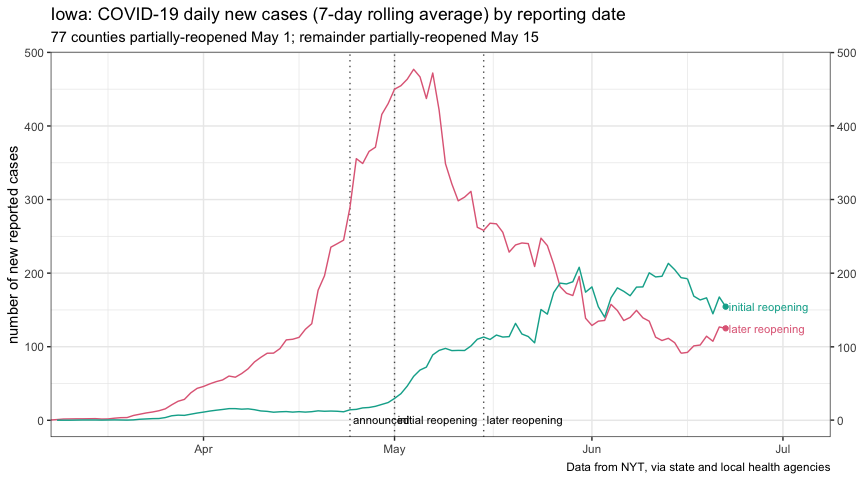 Iowa: COVID-19 daily new cases (7-day rolling average) by reporting date
77 counties partially-reopened May 1; remainder partially-reopened May 15
number of new reported cases
500
400
300
200
100
0
500
400
300
200
100
0
initial reopening
later reopening
announced
initial reopening
later reopening
Apr
May
Jun
Jul
Data from NYT, via state and local health agencies